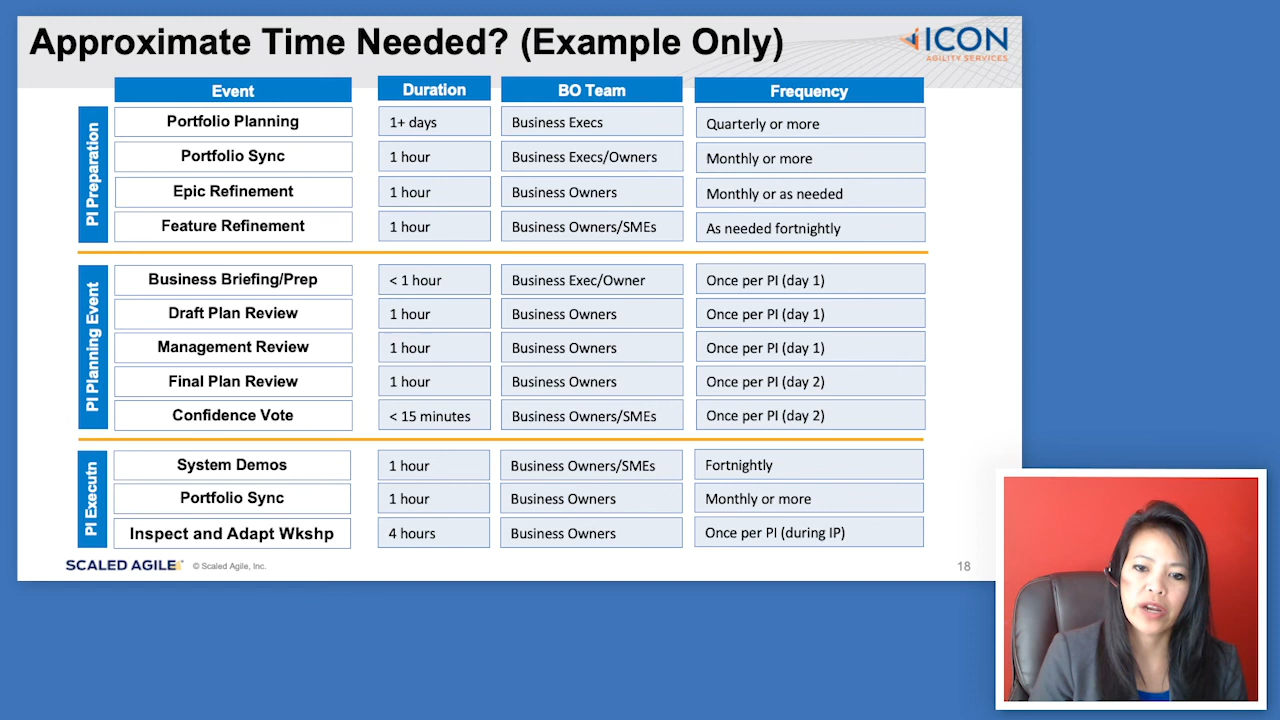 Approximate Time Needed? (Example Only)
ICON
AGILITY SERVICES
Event Duration BO Team Frequency
PI Preparation
Portfolio Planning 1+ days Business Execs Quarterly or more
Portfolio Sync 1 hour Business Execs/Owners Monthly or more
Epic Refinement 1 hour Business Owners Monthly or as needed
Feature Refinement 1 hour Business Owners/SMEs As needed fortnightly
PI Planning Event
Business Briefing/Prep < 1 hour Business Exec/Owner Once per PI (day 1)
Draft Plan Review 1 hour Business Owners Once per PI (day 1)
Management Review 1 hour Business Owners Once per PI (day 1)
Final Plan Review 1 hour Business Owners Once per PI (day 2)
Confidence Vote < 15 minutes Business Owners/SMEs Once per PI (day 2)
PI Executn
System Demos 1 hour Business Owners/SMEs Fortnightly
Portfolio Sync 1 hour Business Owners Monthly or more
Inspect and Adapt Wkshp 4 hours Business Owners Once per PI (during IP)
SCALED AGILE © Scaled Agile, Inc. 18